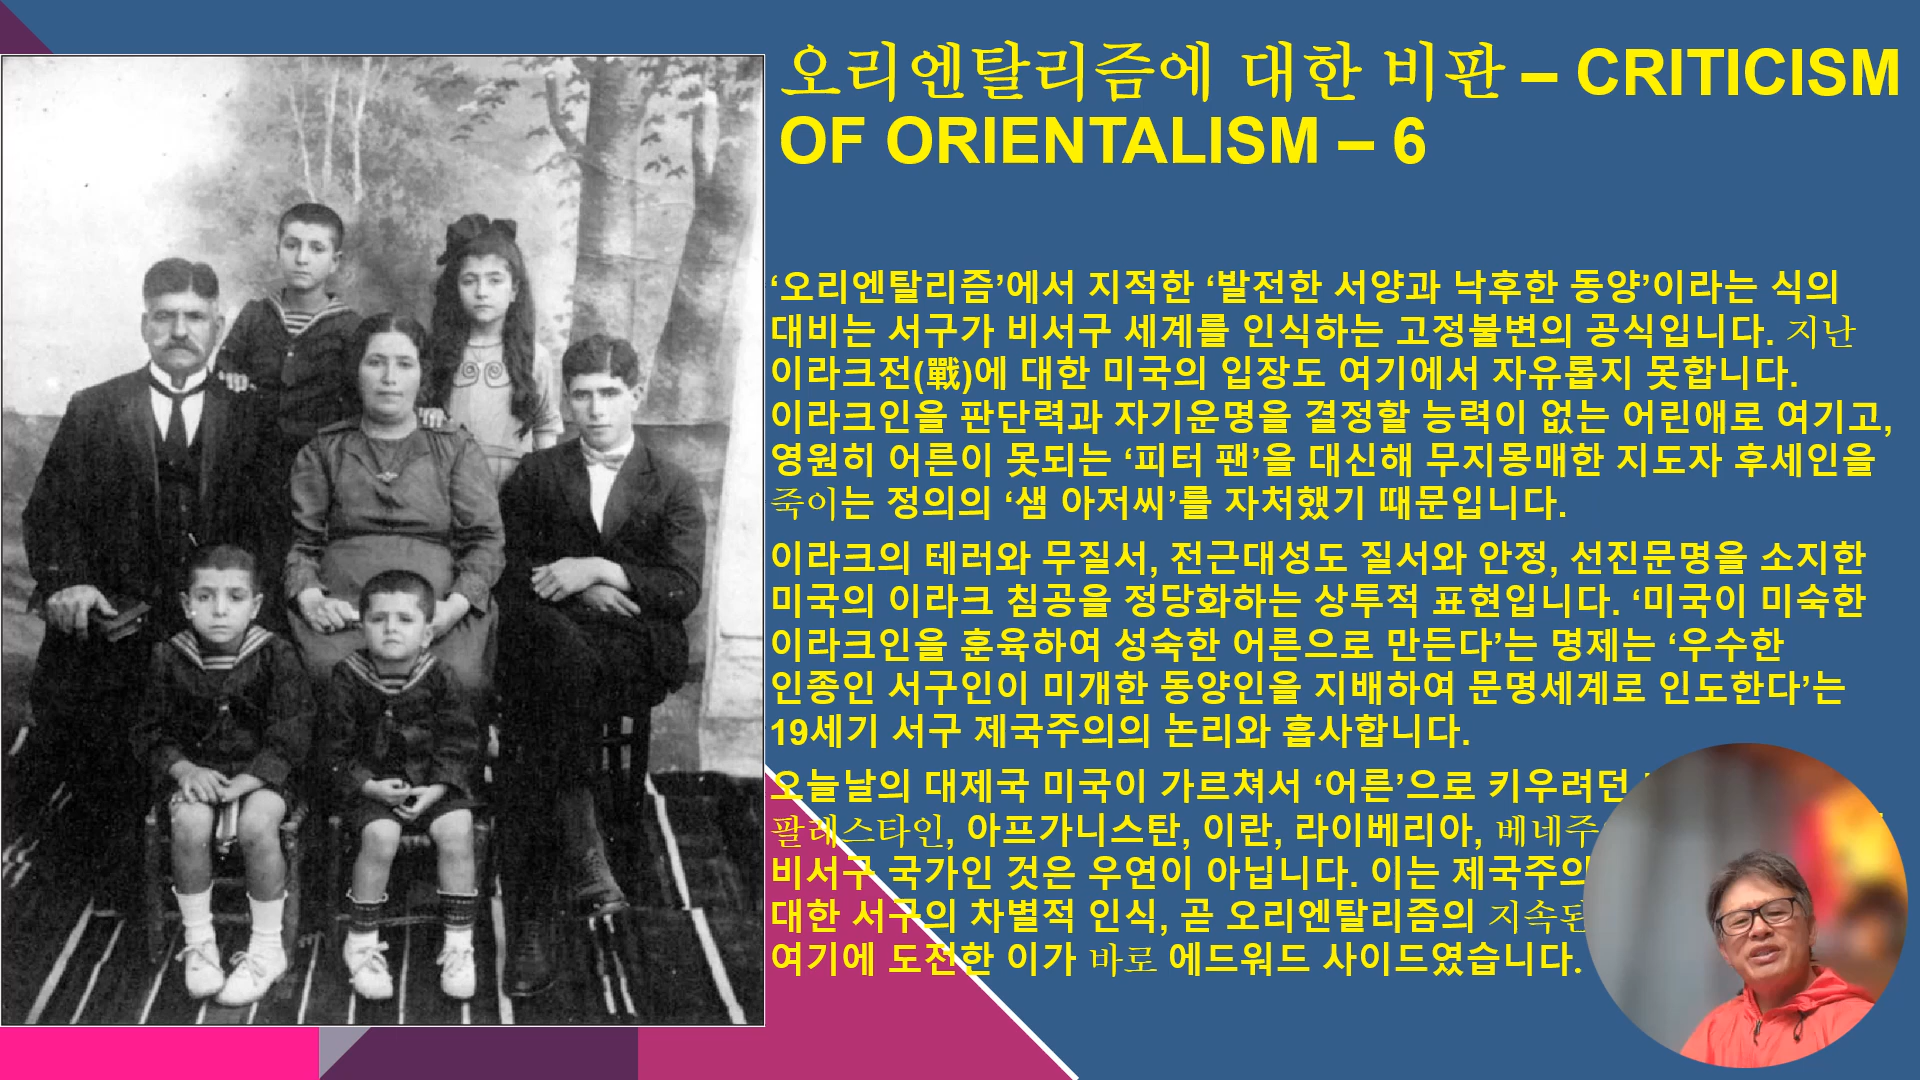 오리엔탈리즘에 대한 비판 – CRITICISM
OF ORIENTALISM – 6
‘오리엔탈리즘’에서 지적한 ‘발전한 서양과 낙후한 동양’이라는 식의
대비는 서구가 비서구 세계를 인식하는 고정불변의 공식입니다. 지난
이라크전(戰)에 대한 미국의 입장도 여기에서 자유롭지 못합니다.
이라크인을 판단력과 자기운명을 결정할 능력이 없는 어린애로 여기고,
영원히 어른이 못되는 ‘피터 팬’을 대신해 무지몽매한 지도자 후세인을
죽이는 정의의 ‘샘 아저씨’를 자처했기 때문입니다.
이라크의 테러와 무질서, 전근대성도 질서와 안정, 선진문명을 소지한
미국의 이라크 침공을 정당화하는 상투적 표현입니다. ‘미국이 미숙한
이라크인을 훈육하여 성숙한 어른으로 만든다’는 명제는 ‘우수한
인종인 서구인이 미개한 동양인을 지배하여 문명세계로 인도한다’는
19세기 서구 제국주의의 논리와 흡사합니다.
오늘날의 대제국 미국이 가르쳐서 ‘어른’으로 키우려던
팔레스타인, 아프가니스탄, 이란, 라이베리아,
비서구 국가인 것은 우연이 아닙니다. 이는
대한 서구의 차별적 인식, 곧 오리엔탈리즘의
여기에 도전한 이가 바로 에드워드 사이드였습니다.